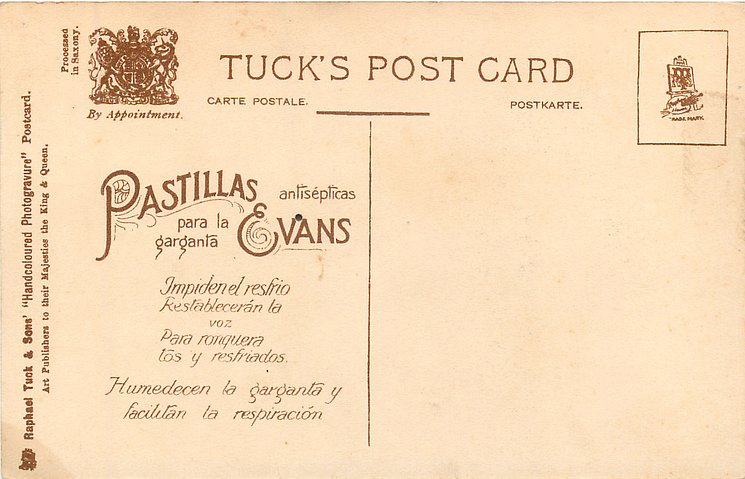 Processed
in Saxony.
By Appointment.
TUCK'S POST CARD
CARTE POSTALE.
POSTKARTE.
TRADE MARK
Raphael Tuck & Sons' "Handcoloured Photogravure" Postcard.
Art Publishers to their Majesties the King & Queen.
PASTILLAS antisépticas
para la
garganta EVANS
Impiden el resfrio
Restablecerán la
voz
Para ronquera
tós y resfriados.
Humedecen la garganta y
facilitan la respiración